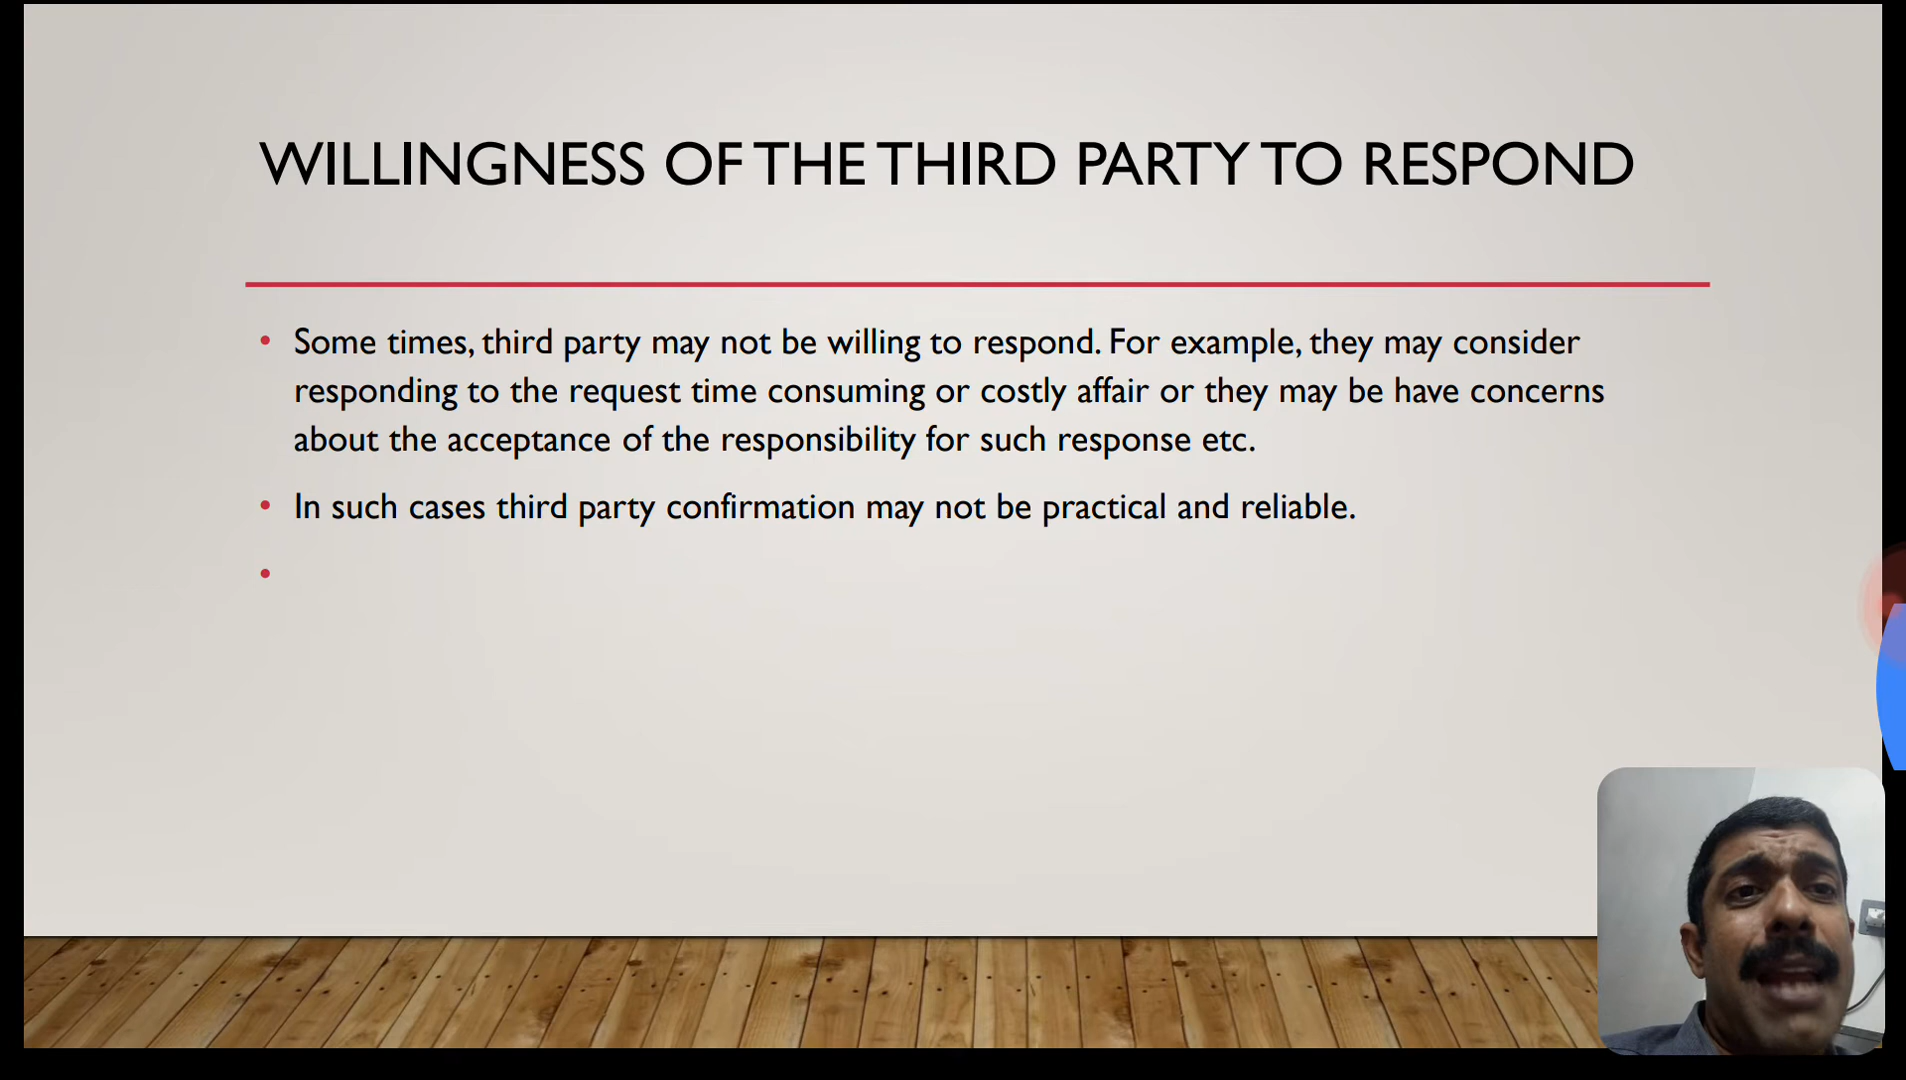 WILLINGNESS OF THE THIRD PARTY TO RESPOND
• Some times, third party may not be willing to respond. For example, they may consider
responding to the request time consuming or costly affair or they may be have concerns
about the acceptance of the responsibility for such response etc.
• In such cases third party confirmation may not be practical and reliable.
•